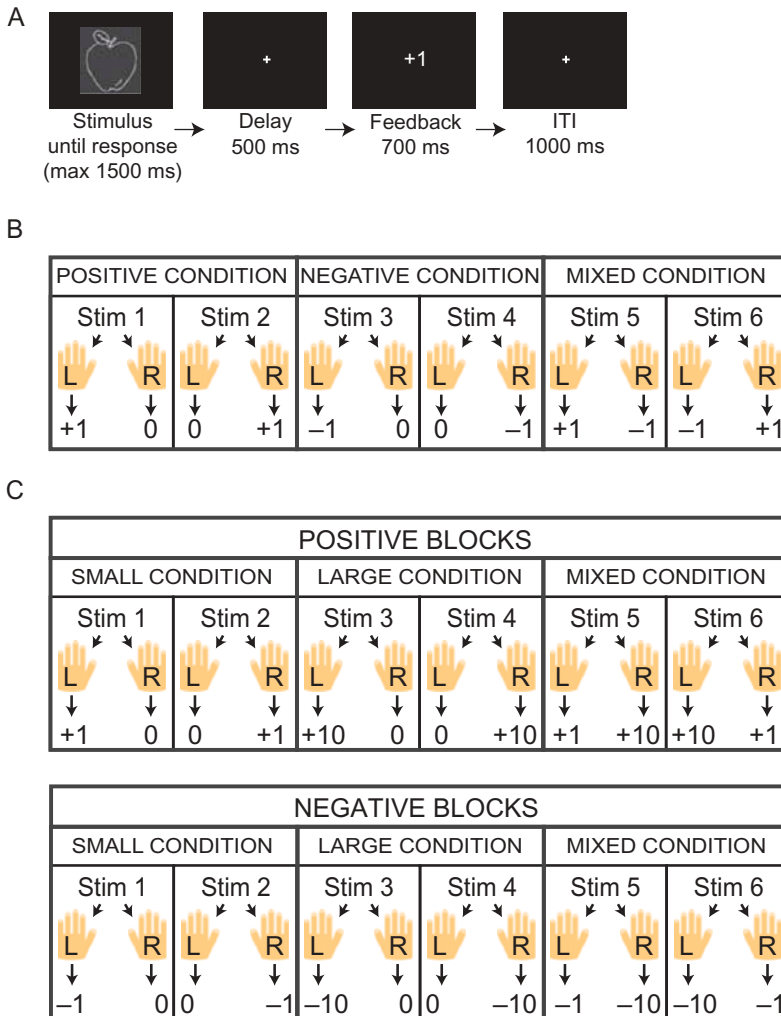 A
+1
Stimulus
until response
(max 1500 ms)
Delay
500 ms
Feedback
700 ms
ITI
1000 ms
B
POSITIVE CONDITION NEGATIVE CONDITION MIXED CONDITION
Stim 1 Stim 2 Stim 3 Stim 4 Stim 5 Stim 6
L R L R L R L R L R L R
+1 0 0 +1 –1 0 0 –1 +1 –1 –1 +1
C
POSITIVE BLOCKS
SMALL CONDITION LARGE CONDITION MIXED CONDITION
Stim 1 Stim 2 Stim 3 Stim 4 Stim 5 Stim 6
L R L R L R L R L R L R
+1 0 0 +1 +10 0 0 +10 +1 +10 +10 +1
NEGATIVE BLOCKS
SMALL CONDITION LARGE CONDITION MIXED CONDITION
Stim 1 Stim 2 Stim 3 Stim 4 Stim 5 Stim 6
L R L R L R L R L R L R
–1 0 0 –1 –10 0 0 –10 –1 –10 –10 –1